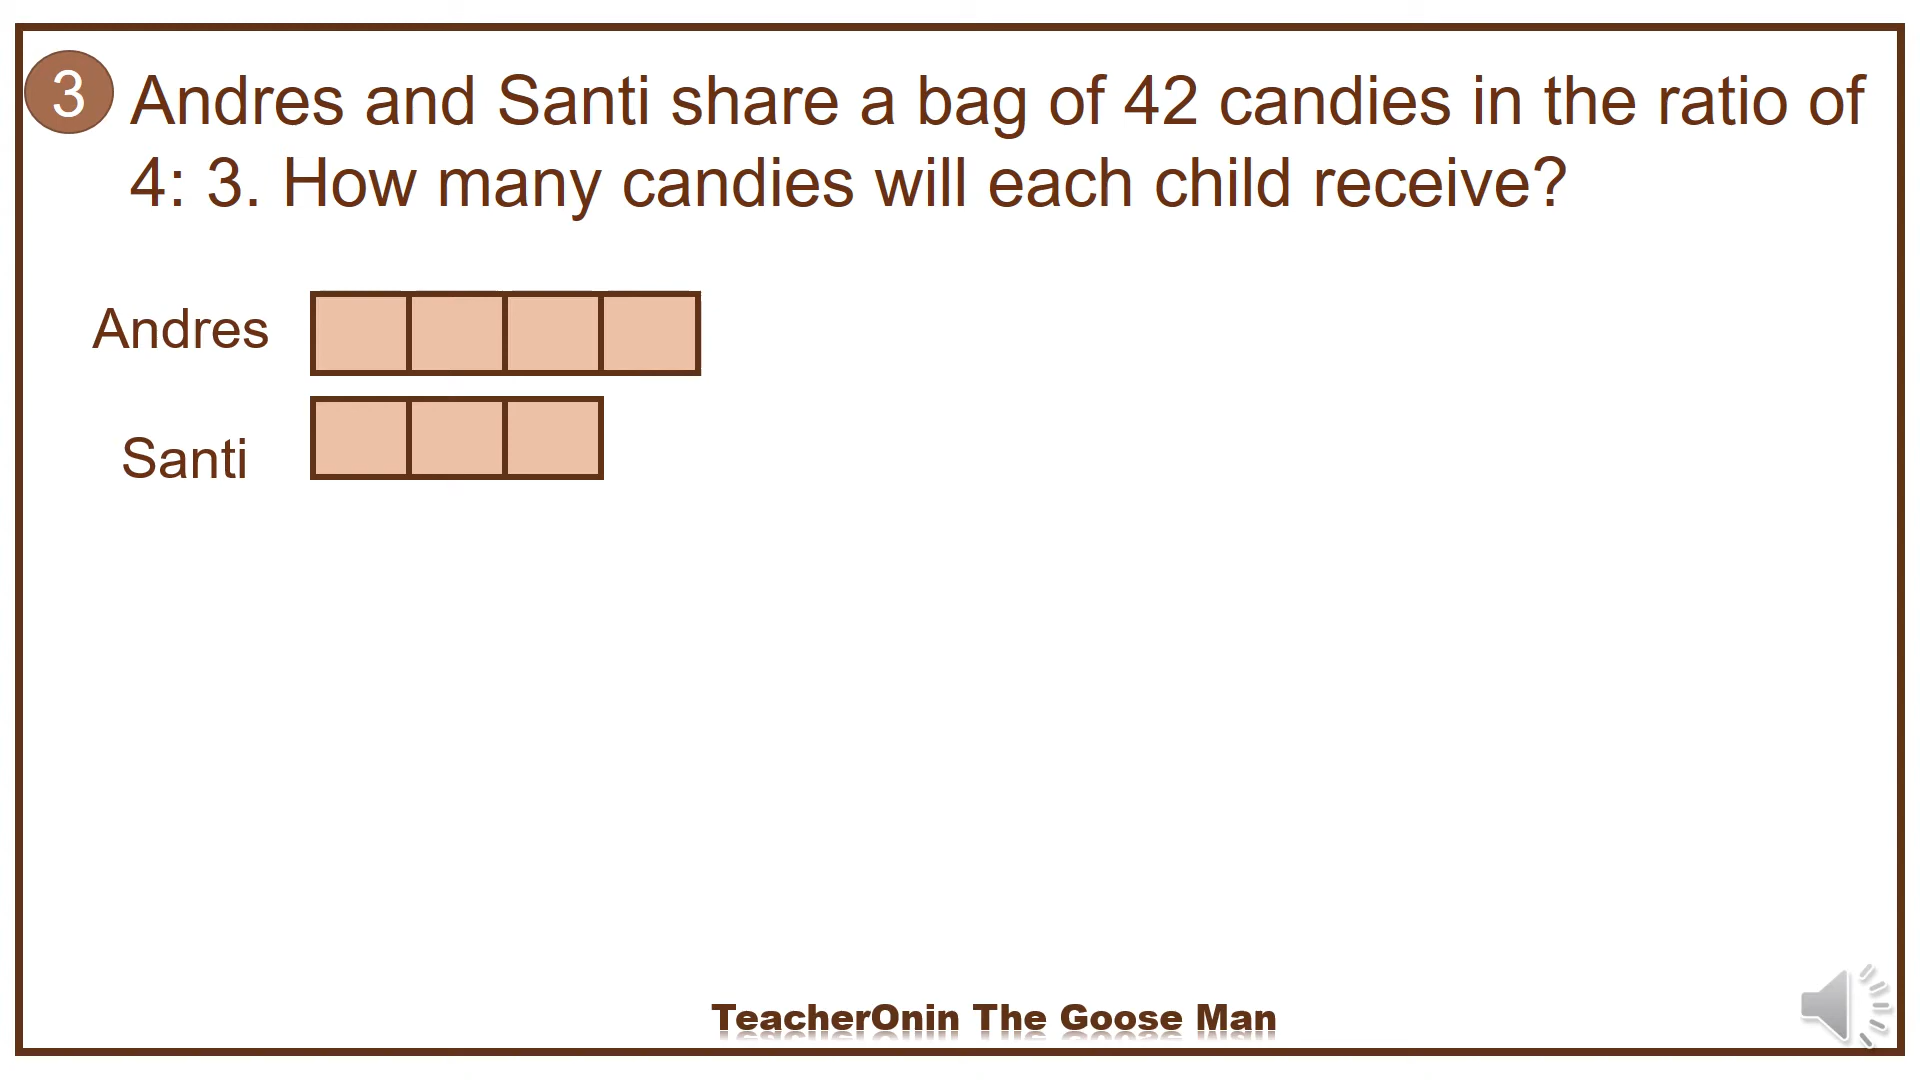 3
Andres and Santi share a bag of 42 candies in the ratio of
4: 3. How many candies will each child receive?
Andres
Santi
TeacherOnin The Goose Man